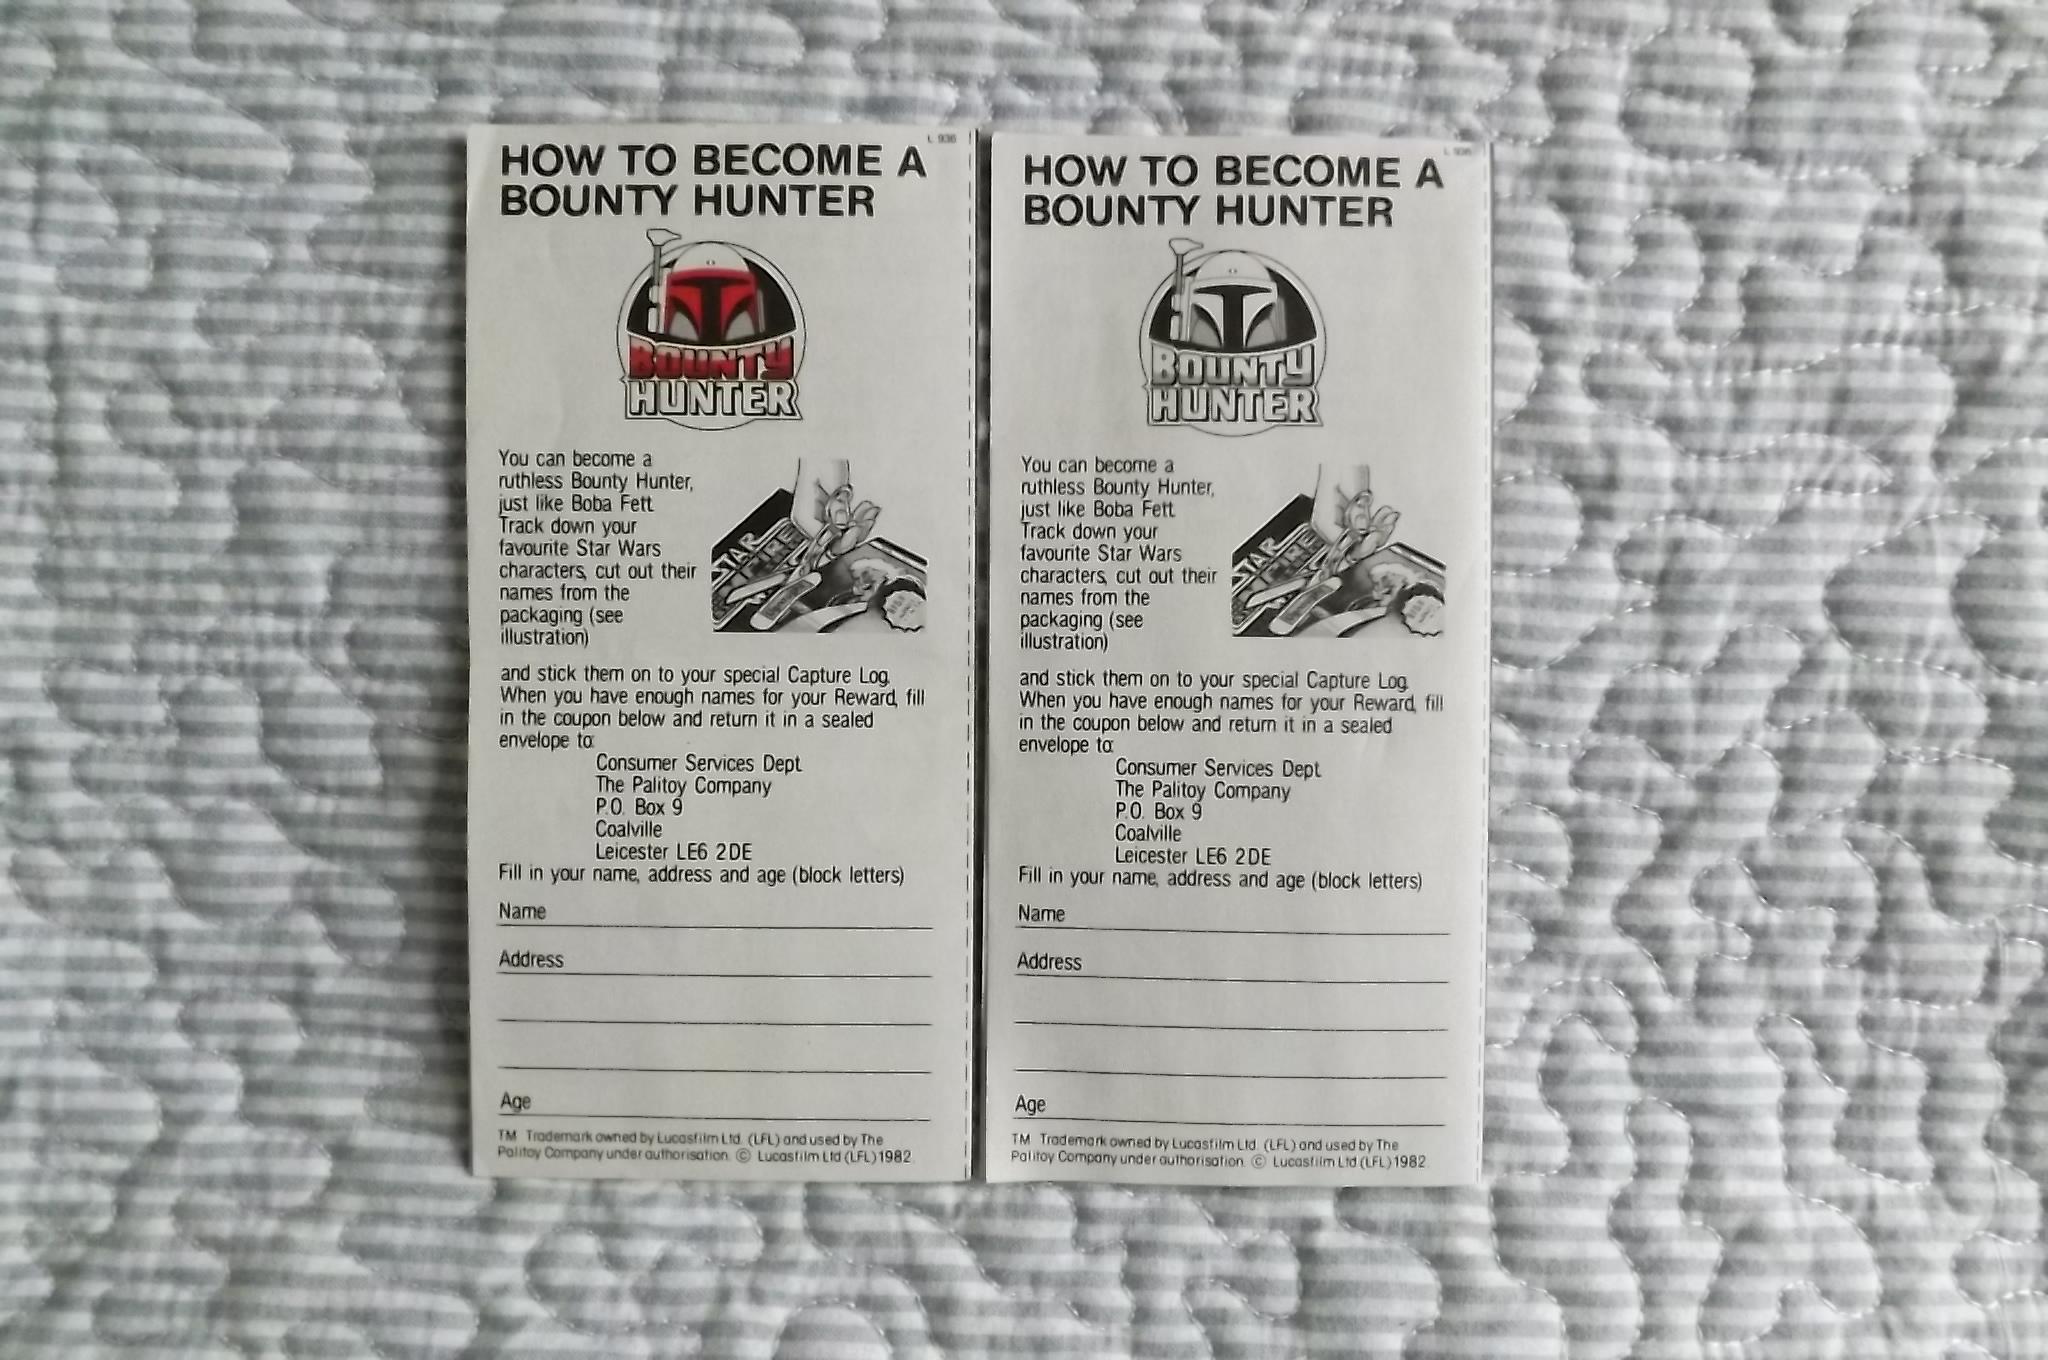 L 936
HOW TO BECOME A
BOUNTY HUNTER
BOUNTY
HUNTER
You can become a
ruthless Bounty Hunter,
just like Boba Fett.
Track down your
favourite Star Wars
characters, cut out their
names from the
packaging (see
illustration)
STAR
and stick them on to your special Capture Log.
When you have enough names for your Reward, fill
in the coupon below and return it in a sealed
envelope to:
Consumer Services Dept.
The Palitoy Company
P.O. Box 9
Coalville
Leicester LE6 2DE
Fill in your name, address and age (block letters)
Name
Address
Age
TM Trademark owned by Lucasfilm Ltd. (LFL) and used by The
Palitoy Company under authorisation. © Lucasfilm Ltd (LFL) 1982.
L 936
HOW TO BECOME A
BOUNTY HUNTER
BOUNTY
HUNTER
You can become a
ruthless Bounty Hunter,
just like Boba Fett.
Track down your
favourite Star Wars
characters, cut out their
names from the
packaging (see
illustration)
STAR
and stick them on to your special Capture Log.
When you have enough names for your Reward, fill
in the coupon below and return it in a sealed
envelope to:
Consumer Services Dept.
The Palitoy Company
P.O. Box 9
Coalville
Leicester LE6 2DE
Fill in your name, address and age (block letters)
Name
Address
Age
TM Trademark owned by Lucasfilm Ltd. (LFL) and used by The
Palitoy Company under authorisation. © Lucasfilm Ltd (LFL) 1982.